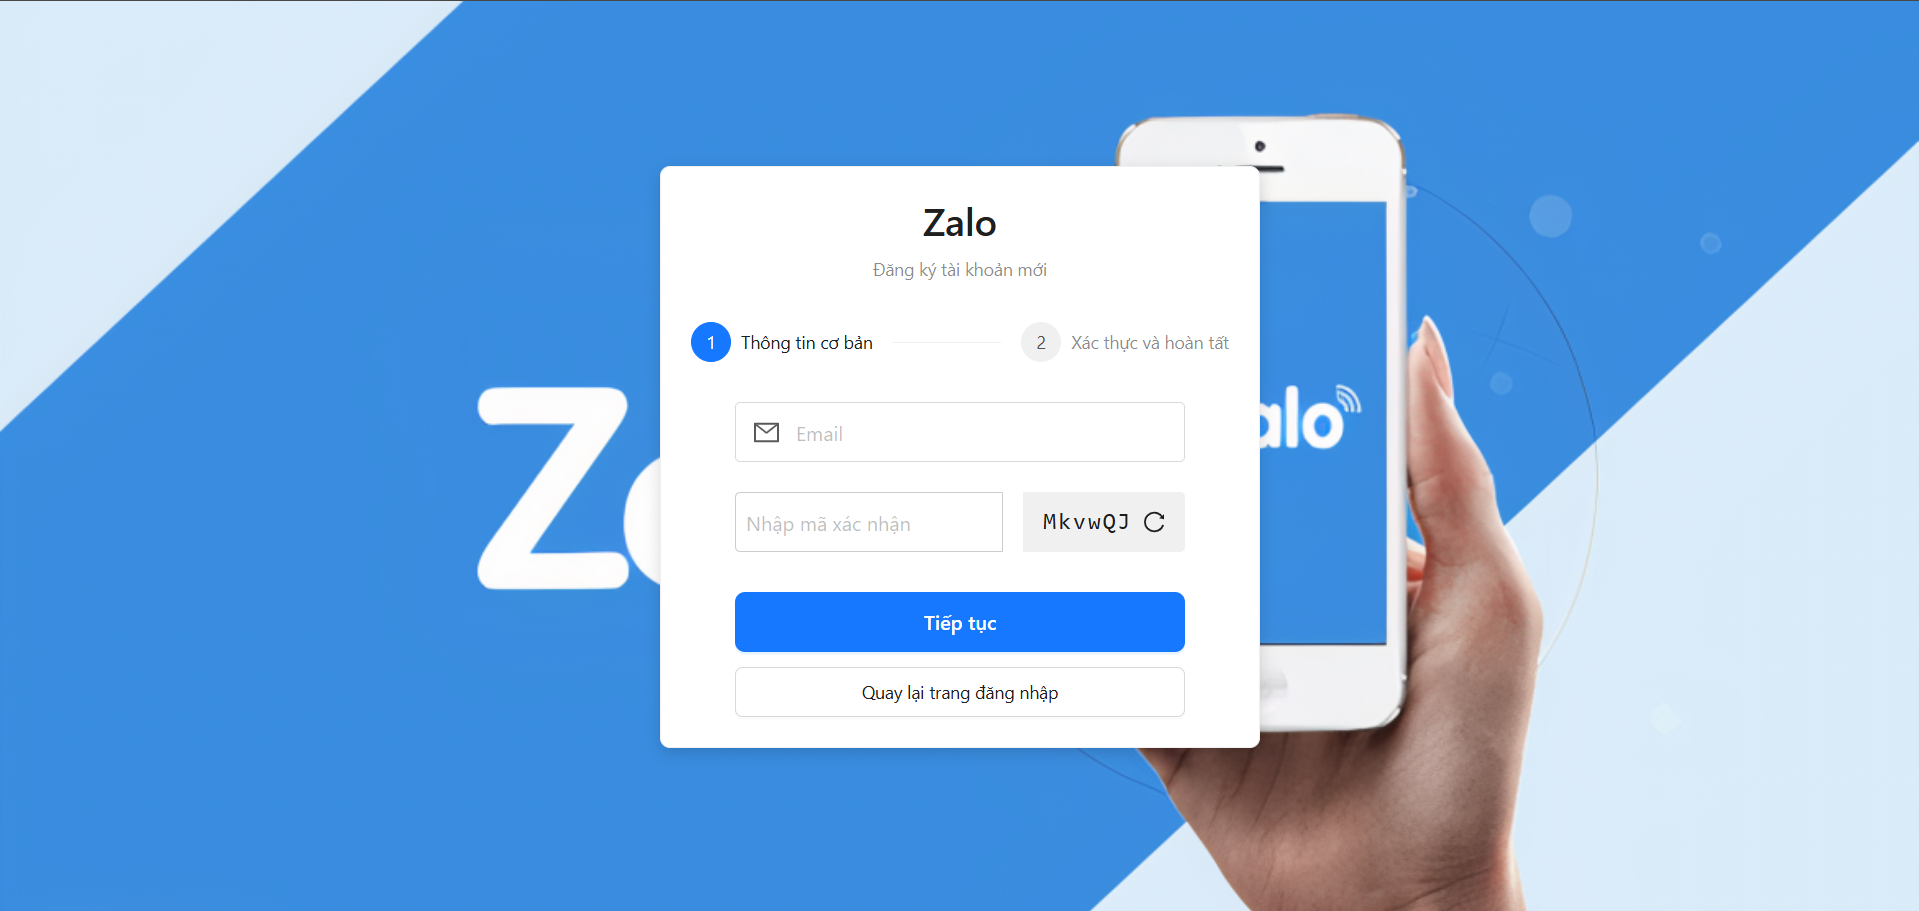 Zalo
Đăng ký tài khoản mới
1 Thông tin cơ bản
2 Xác thực và hoàn tất
Email
Nhập mã xác nhận
MkvwQJ
Tiếp tục
Quay lại trang đăng nhập
Z
alo